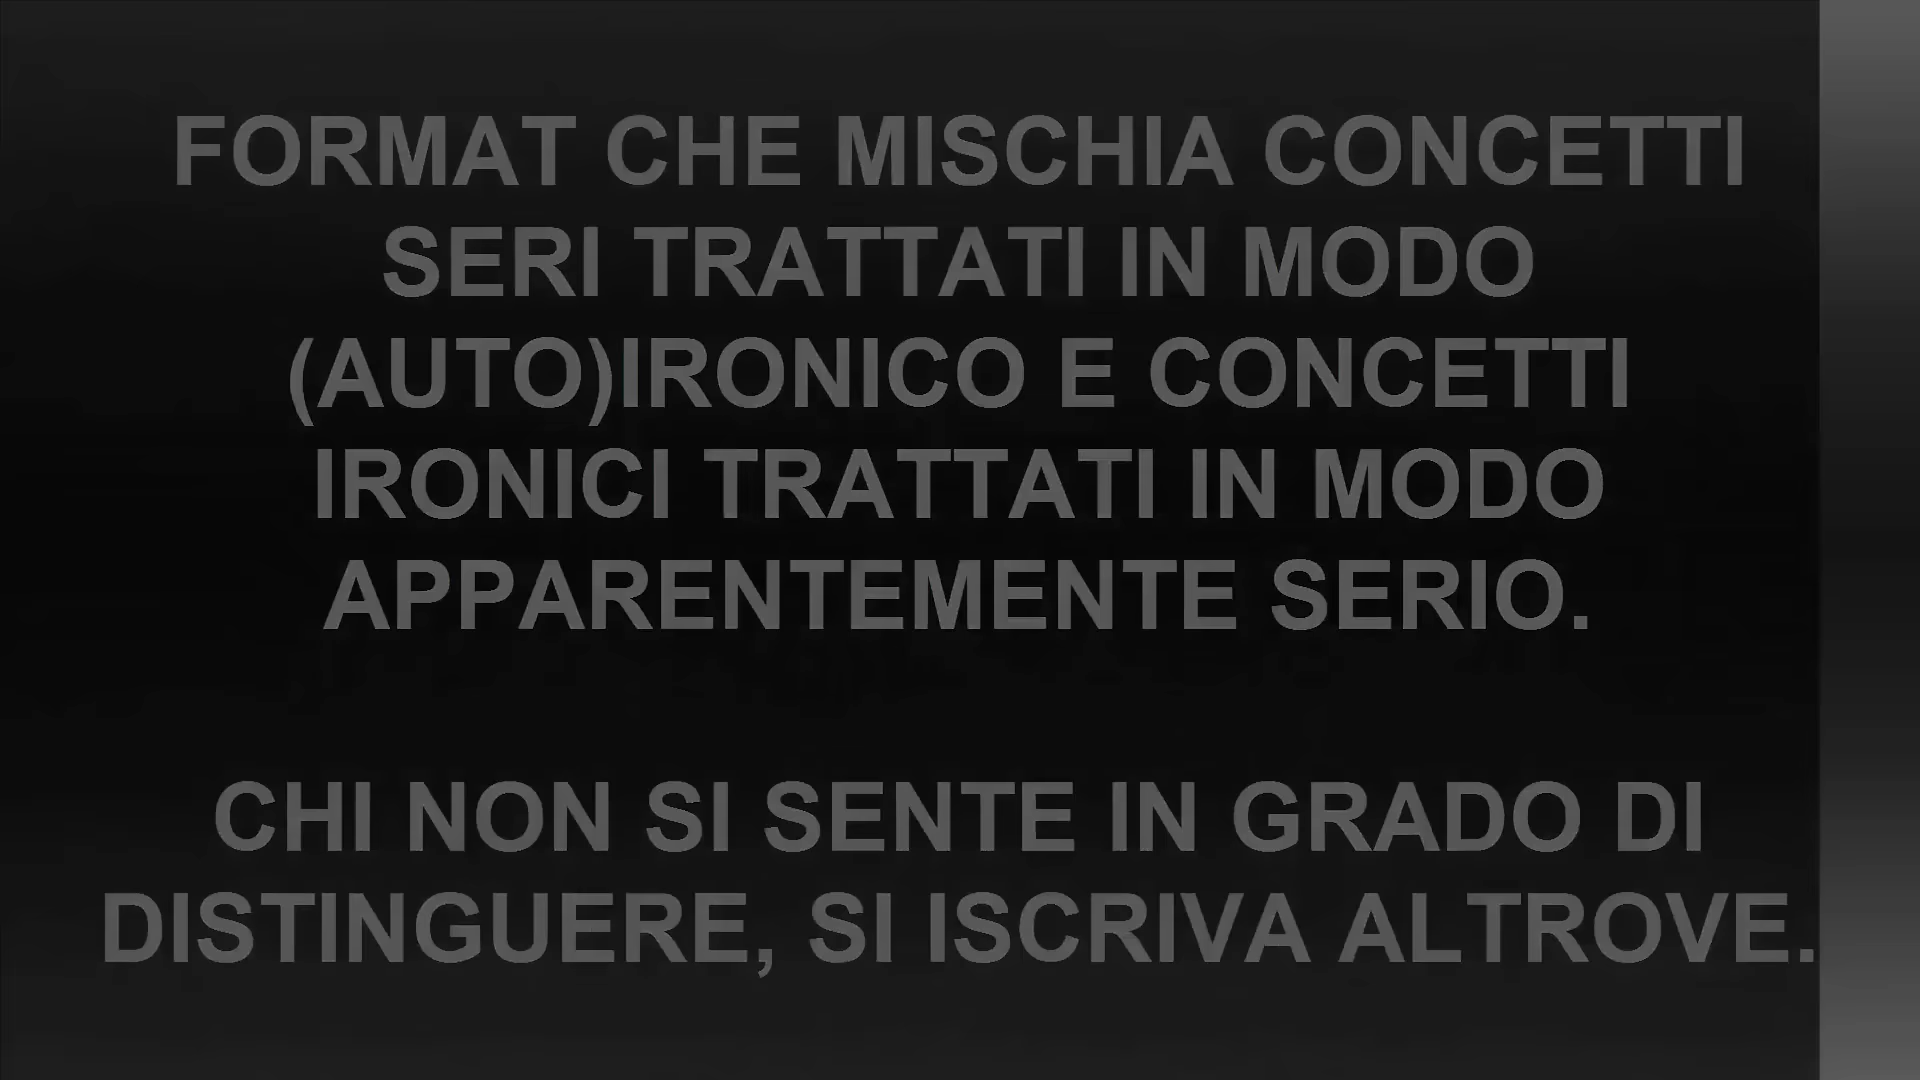 FORMAT CHE MISCHIA CONCETTI
SERI TRATTATI IN MODO
(AUTO)IRONICO E CONCETTI
IRONICI TRATTATI IN MODO
APPARENTEMENTE SERIO.
CHI NON SI SENTE IN GRADO DI
DISTINGUERE, SI ISCRIVA ALTROVE.